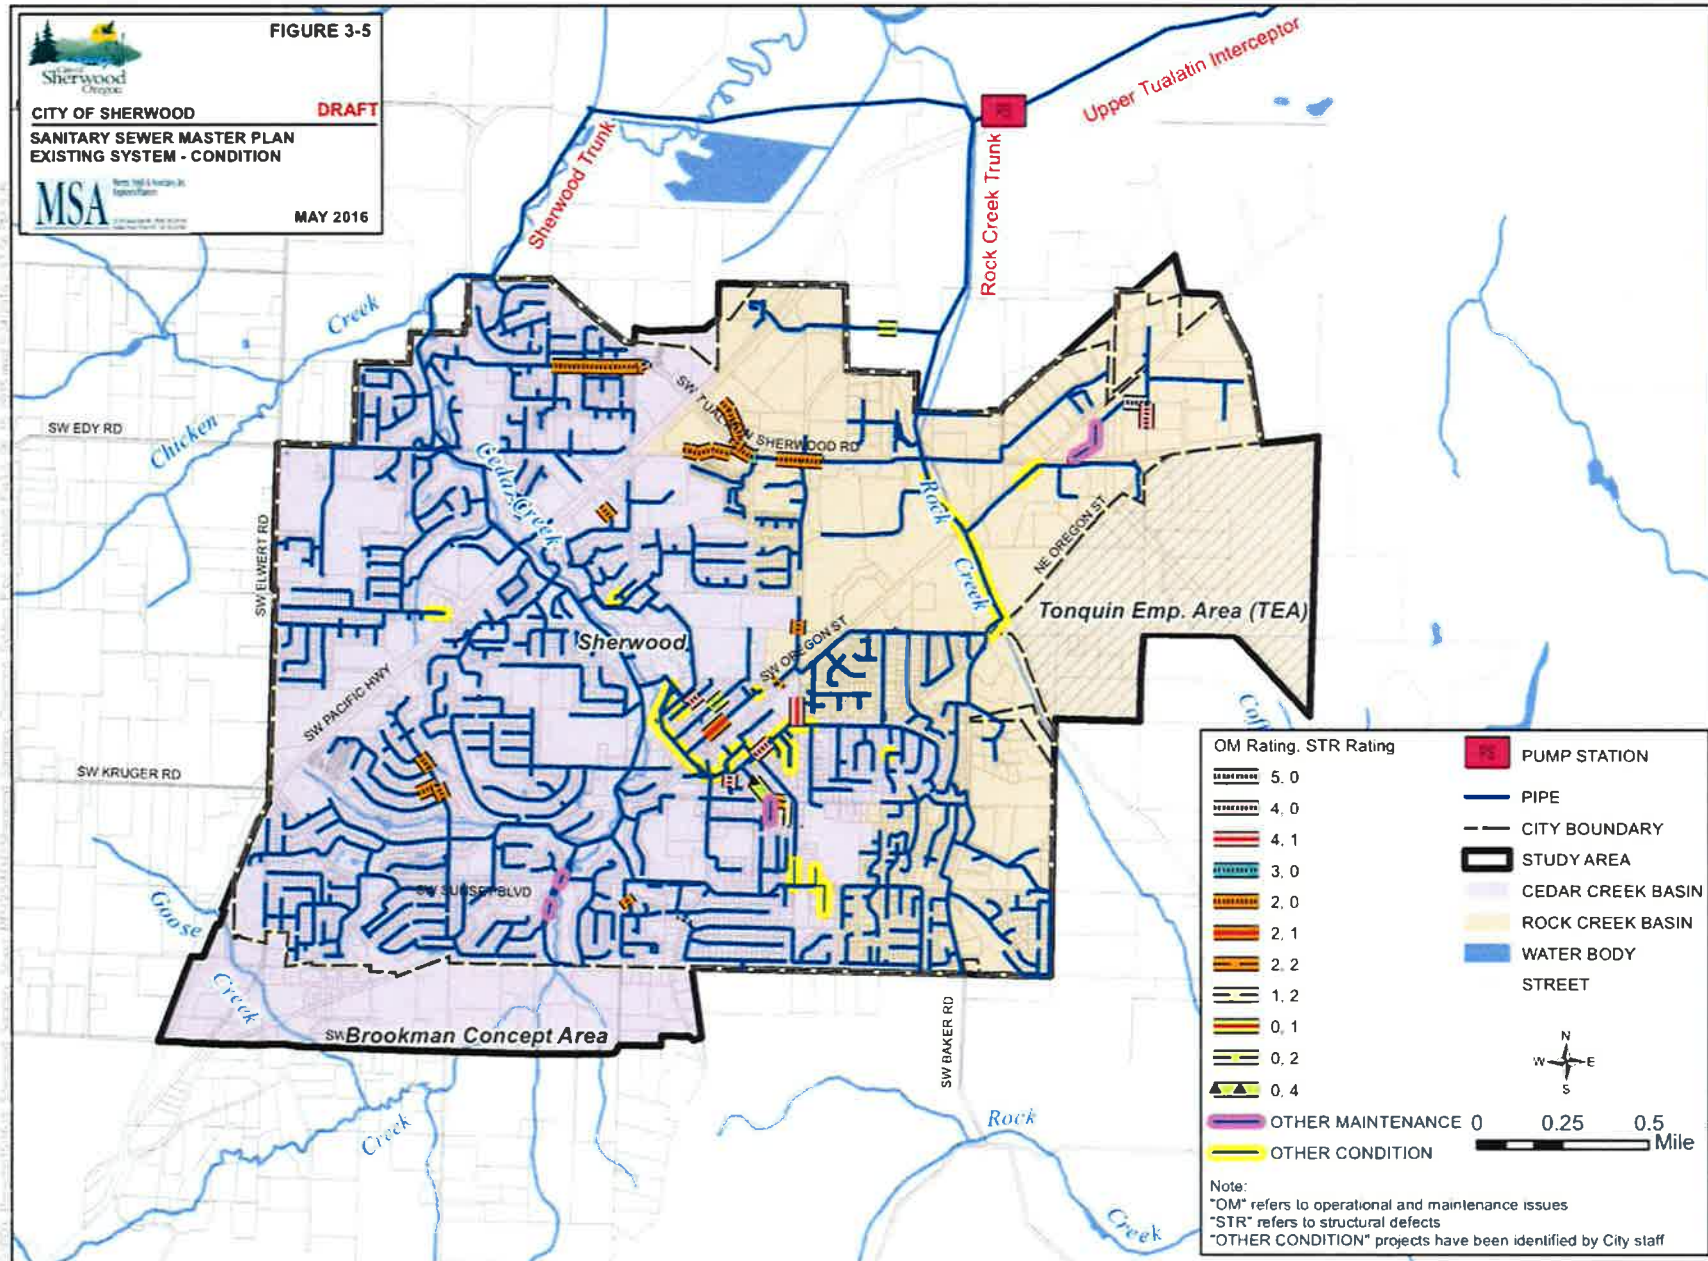 FIGURE 3-5
City of
Sherwood
Oregon
CITY OF SHERWOOD
DRAFT
SANITARY SEWER MASTER PLAN
EXISTING SYSTEM - CONDITION
MSA
MAY 2016
Upper Tualatin Interceptor
PS
Sherwood Trunk
Rock Creek Trunk
Creek
Chicken
SW EDY RD
SW TUALATIN SHERWOOD RD
Cedar Creek
Rock
Creek
SW ELWERT RD
NE OREGON ST
Tonquin Emp. Area (TEA)
Sherwood
SW OREGON ST
SW PACIFIC HWY
SW KRUGER RD
SW SUNSET BLVD
Goose
Creek
SW
Brookman Concept Area
SW BAKER RD
Creek
Rock
Creek
OM Rating, STR Rating
5, 0
4, 0
4, 1
3, 0
2, 0
2, 1
2, 2
1, 2
0, 1
0, 2
0, 4
OTHER MAINTENANCE
OTHER CONDITION
PS
PUMP STATION
PIPE
CITY BOUNDARY
STUDY AREA
CEDAR CREEK BASIN
ROCK CREEK BASIN
WATER BODY
STREET
N
W
E
S
0
0.25
0.5
Mile
Note:
"OM" refers to operational and maintenance issues
"STR" refers to structural defects
"OTHER CONDITION" projects have been identified by City staff